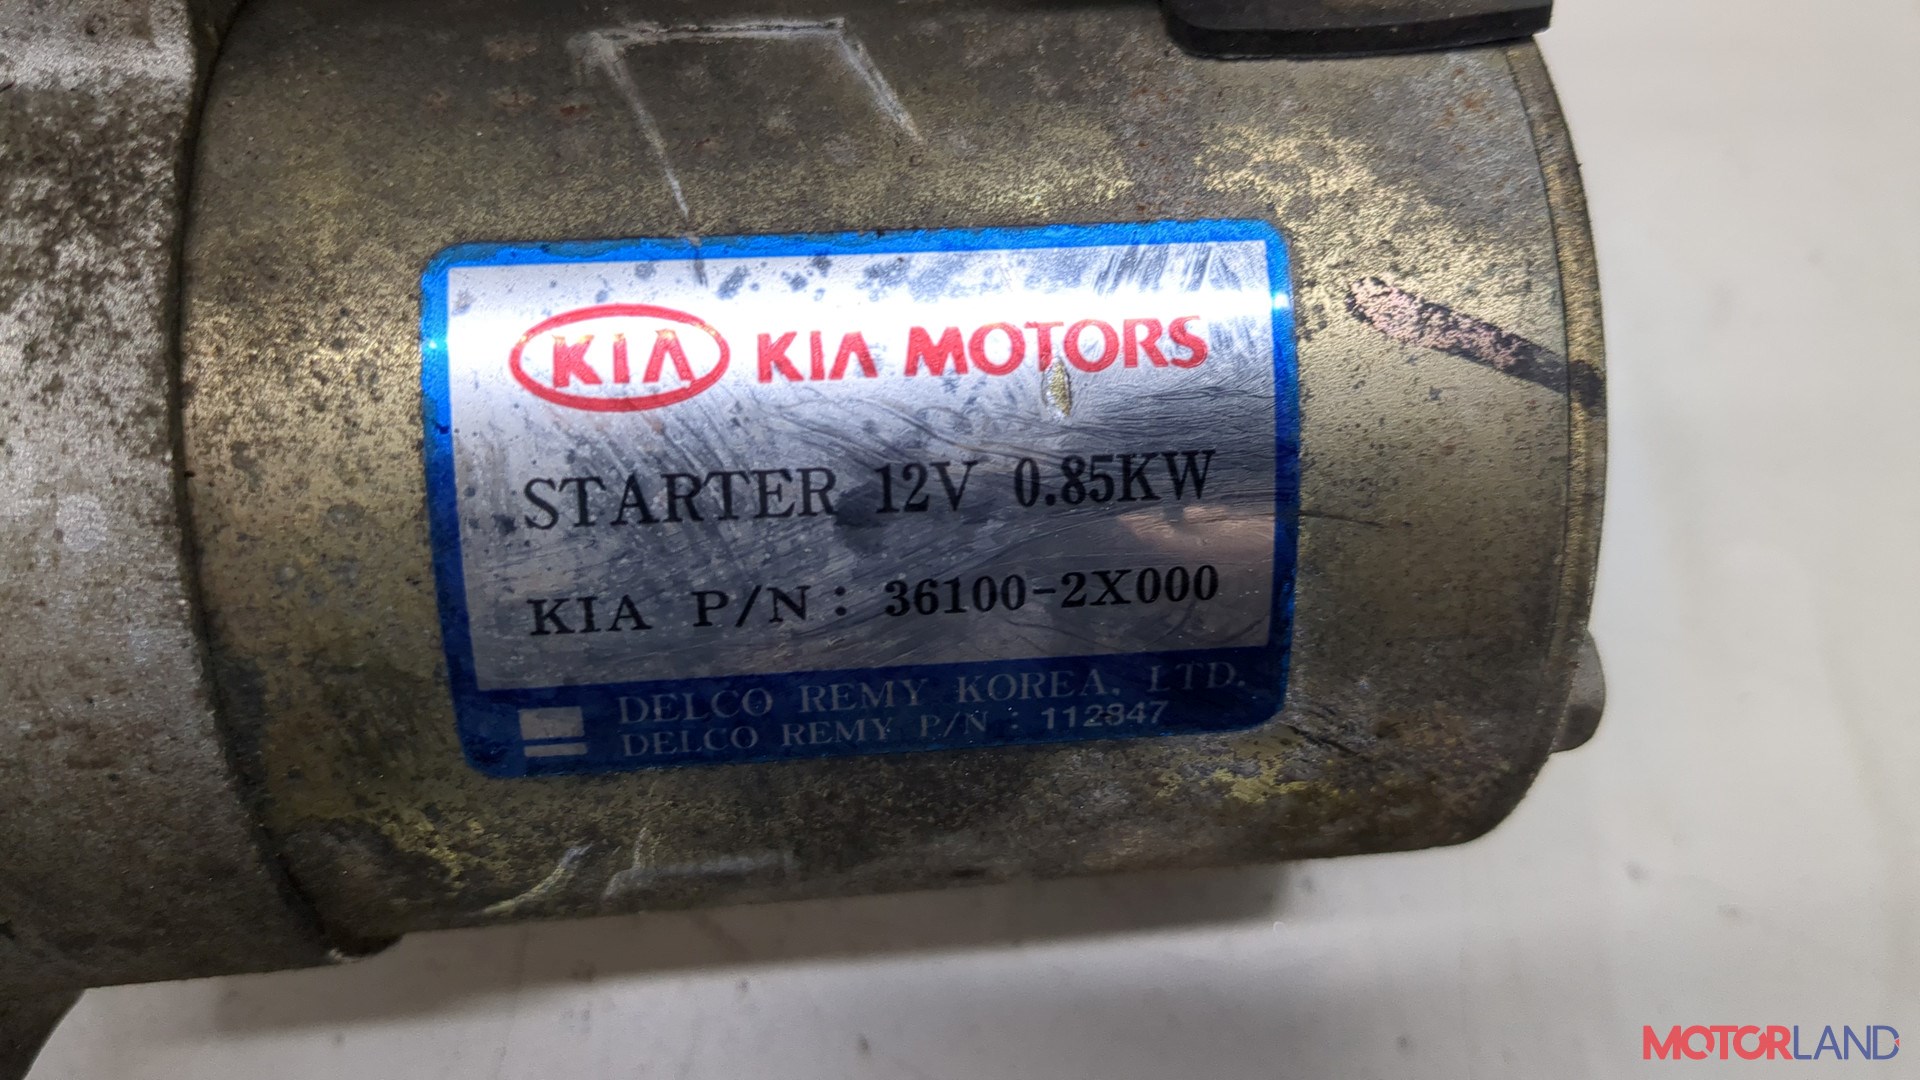 KIA KIA MOTORS
STARTER 12V 0.85KW
KIA P/N : 36100-2X000
DELCO REMY KOREA, LTD.
DELCO REMY P/N : 112847
MOTORLAND